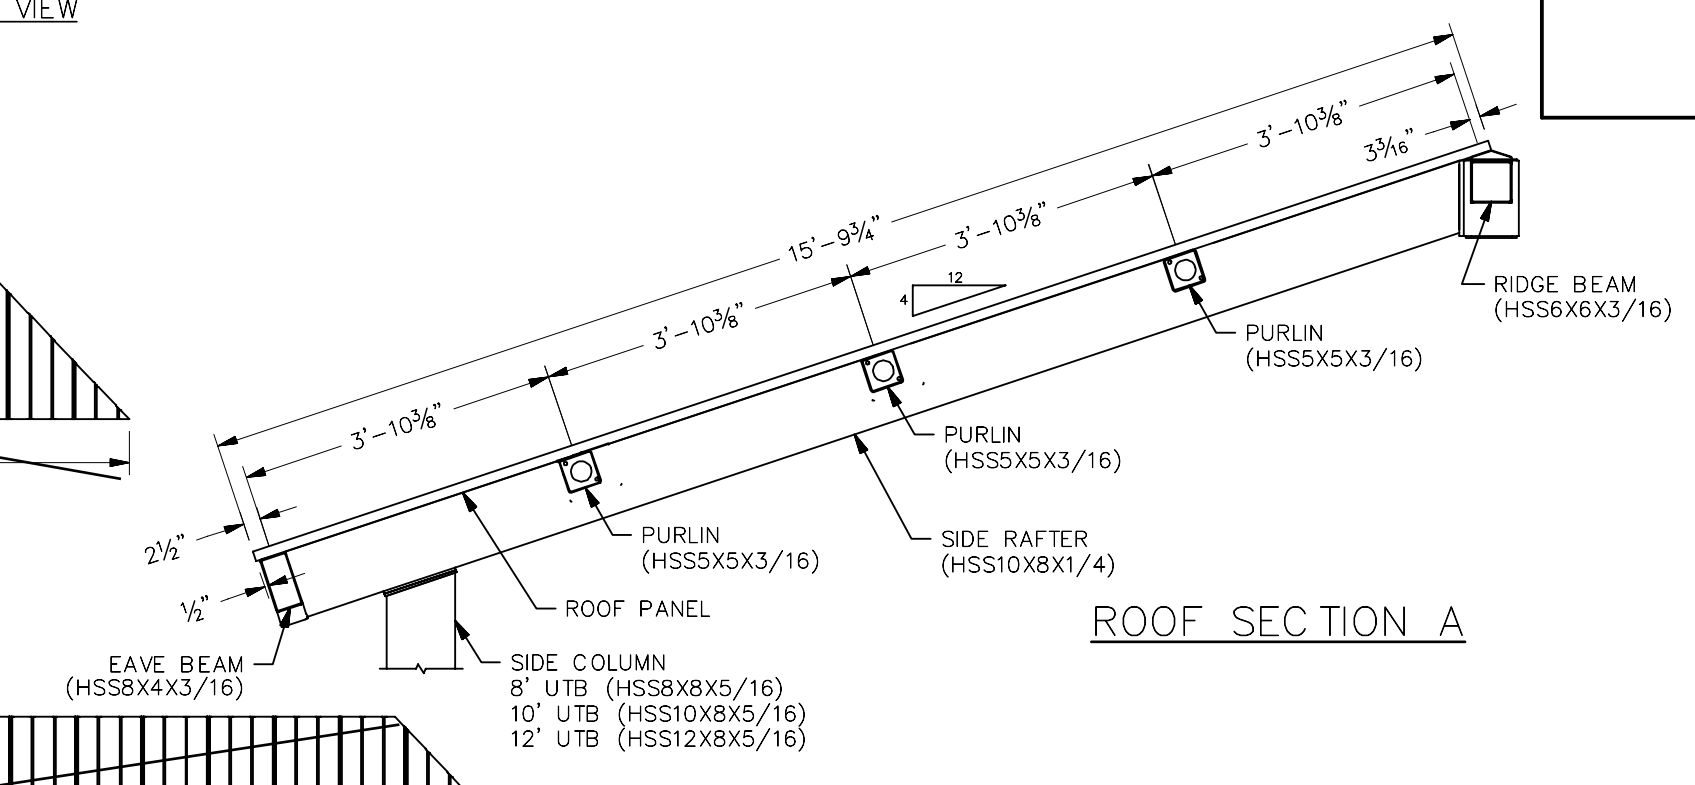 VIEW
15'-9¾"
3'-10⅜"
3'-10⅜"
3'-10⅜"
3'-10⅜"
3 3/16"
12
4
2½"
½"
RIDGE BEAM
(HSS6X6X3/16)
PURLIN
(HSS5X5X3/16)
PURLIN
(HSS5X5X3/16)
PURLIN
(HSS5X5X3/16)
SIDE RAFTER
(HSS10X8X1/4)
ROOF PANEL
EAVE BEAM
(HSS8X4X3/16)
SIDE COLUMN
8' UTB (HSS8X8X5/16)
10' UTB (HSS10X8X5/16)
12' UTB (HSS12X8X5/16)
ROOF SECTION A